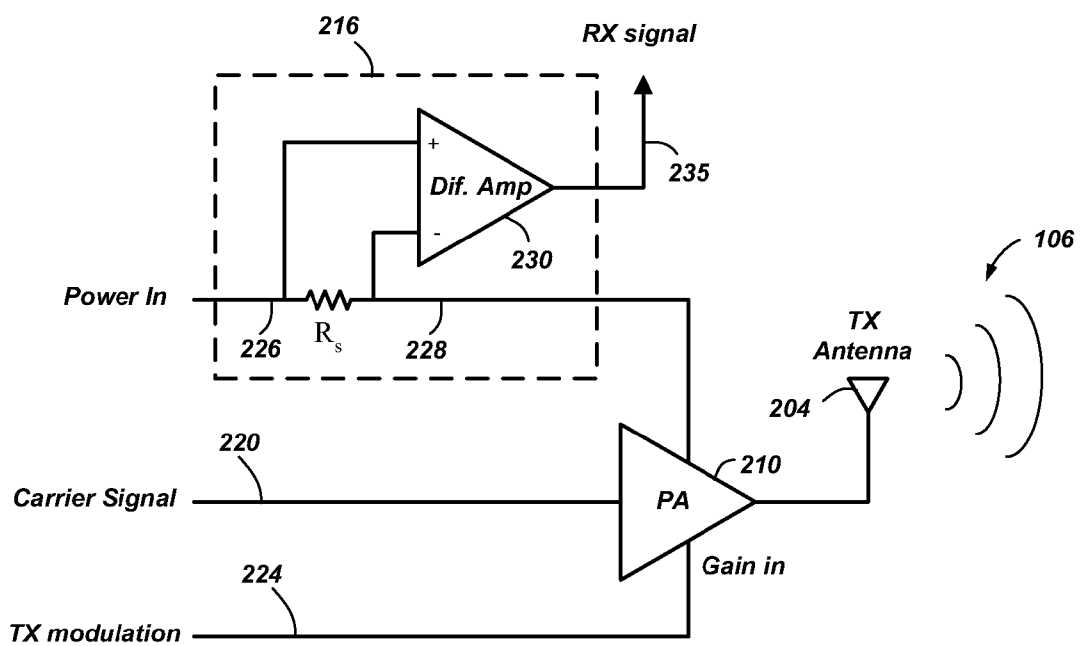 216
RX signal
+
Dif. Amp
-
235
230
106
Power In
226
Rs
228
TX
Antenna
204
220
210
Carrier Signal
PA
224
Gain in
TX modulation